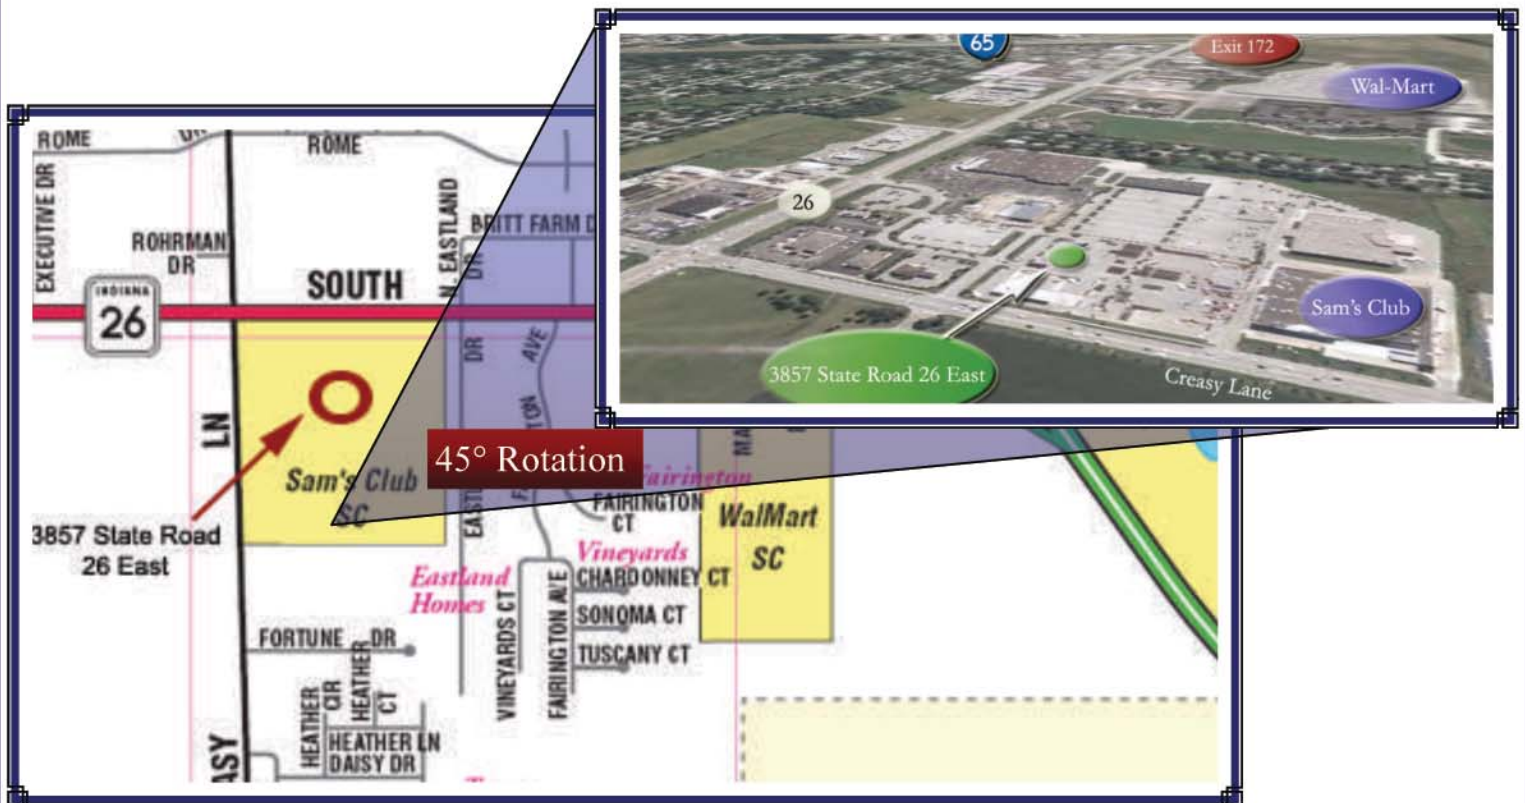 65
Exit 172
Wal-Mart
26
Sam's Club
3857 State Road 26 East
Creasy Lane
ROME
ROME
EXECUTIVE DR
ROHRMAN
DR
N EASTLAND
DR
BRITT FARM D
SOUTH
INDIANA
26
LN
DR
AVE
Sam's Club
SC
45° Rotation
3857 State Road
26 East
Fairington
FAIRINGTON
CT
MA
WalMart
SC
Vineyards
Eastland
Homes
CHARDONNEY CT
SONOMA CT
TUSCANY CT
VINEYARDS CT
FAIRINGTON AVE
FORTUNE DR
HEATHER
CIR
HEATHER
CT
HEATHER LN
DAISY DR
ASY